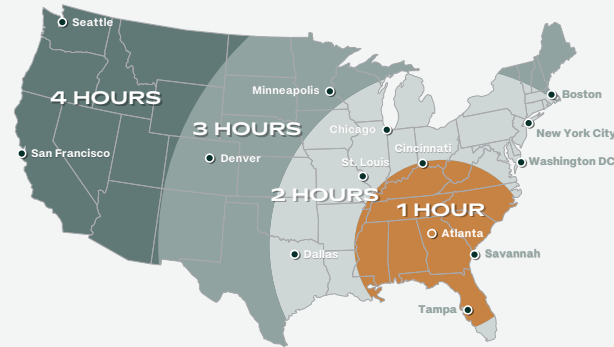 Seattle
4 HOURS
Minneapolis
Boston
3 HOURS
Chicago
New York City
San Francisco
Denver
Cincinnati
St. Louis
Washington DC
2 HOURS
1 HOUR
Atlanta
Dallas
Savannah
Tampa